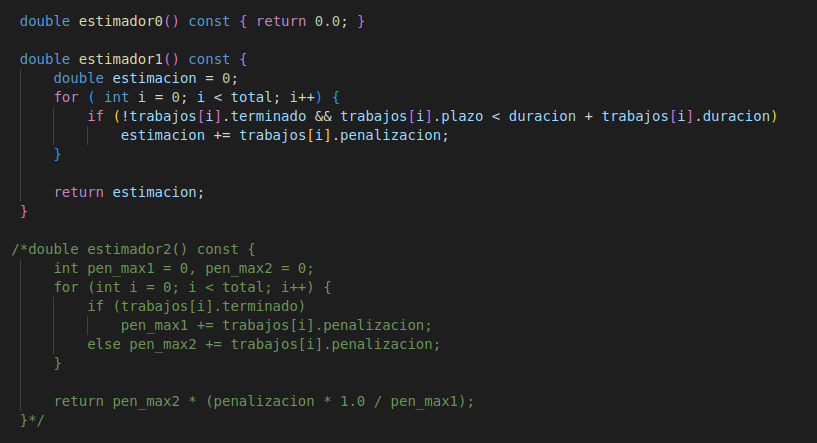 double estimador0() const { return 0.0; }
double estimador1() const {
double estimacion = 0;
for ( int i = 0; i < total; i++) {
if (!trabajos[i].terminado && trabajos[i].plazo < duracion + trabajos[i].duracion)
estimacion += trabajos[i].penalizacion;
}
return estimacion;
}
/*double estimador2() const {
int pen_max1 = 0, pen_max2 = 0;
for (int i = 0; i < total; i++) {
if (trabajos[i].terminado)
pen_max1 += trabajos[i].penalizacion;
else pen_max2 += trabajos[i].penalizacion;
}
return pen_max2 * (penalizacion * 1.0 / pen_max1);
}*/